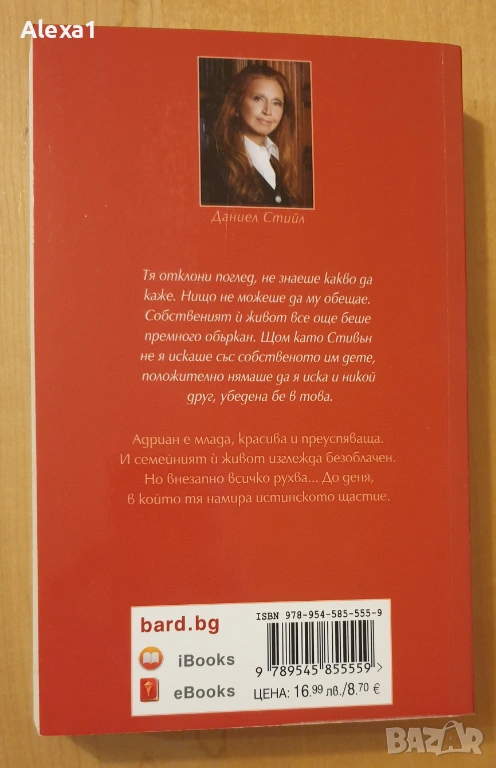 Alexa1
Даниел Стийл
Тя отклони поглед, не знаеше какво да
каже. Нищо не можеше да му обещае.
Собственият ѝ живот все още беше
премного объркан. Щом като Стивън
не я искаше със собственото им дете,
положително нямаше да я иска и никой
друг, убедена бе в това.
Адриан е млада, красива и преуспяваща.
И семейният ѝ живот изглежда безоблачен.
Но внезапно всичко рухва... До деня,
в който тя намира истинското щастие.
bard.bg
iBooks
eBooks
ISBN 978-954-585-555-9
9 789545 855559 >
ЦЕНА: 16,99 лв./8,70 €
BAZAR